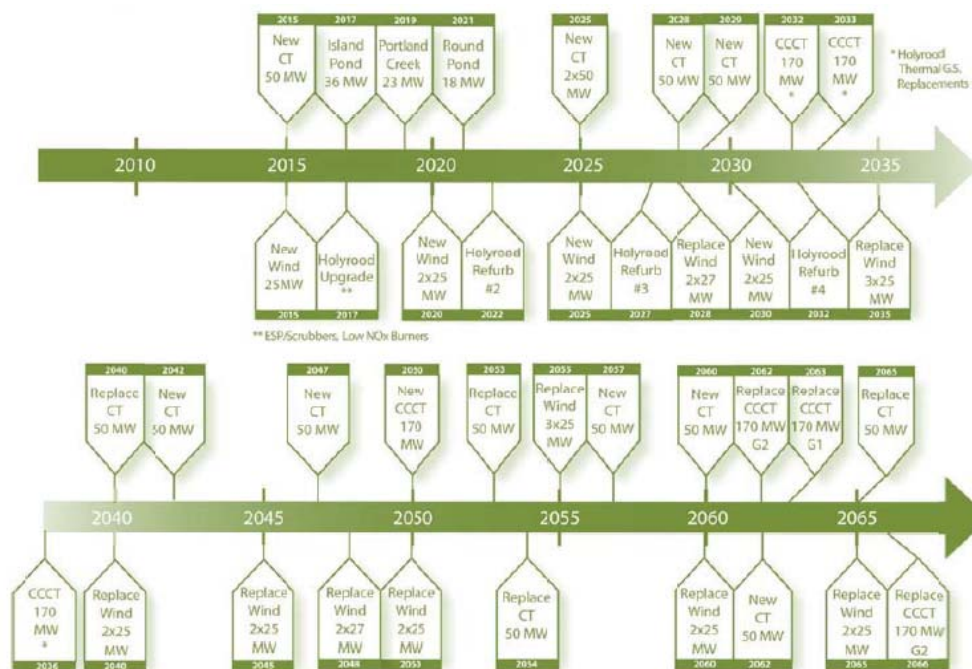 2015
New
CT
50 MW
2017
Island
Pond
36 MW
2019
Portland
Creek
23 MW
2021
Round
Pond
18 MW
2025
New
CT
2x50
MW
2028
New
CT
50 MW
2029
New
CT
50 MW
2032
CCCT
170
MW
*
2033
CCCT
170
MW
*
* Holyrood
Thermal G.S.
Replacements
2010
2015
2020
2025
2030
2035
New
Wind
25MW
2015
Holyrood
Upgrade
**
2017
New
Wind
2x25
MW
2020
Holyrood
Refurb
#2
2022
New
Wind
2x25
MW
2025
Holyrood
Refurb
#3
2027
Replace
Wind
2x27
MW
2028
New
Wind
2x25
MW
2030
Holyrood
Refurb
#4
2032
Replace
Wind
3x25
MW
2035
** ESP/Scrubbers, Low NOx Burners
2040
Replace
CT
50 MW
2042
New
CT
50 MW
2047
New
CT
50 MW
2050
New
CCCT
170
MW
2053
Replace
CT
50 MW
2055
Replace
Wind
3x25
MW
2057
New
CT
50 MW
2060
New
CT
50 MW
2062
Replace
CCCT
170 MW
G2
2063
Replace
CCCT
170 MW
G1
2065
Replace
CT
50 MW
2040
2045
2050
2055
2060
2065
CCCT
170
MW
*
2036
Replace
Wind
2x25
MW
2040
Replace
Wind
2x25
MW
2045
Replace
Wind
2x27
MW
2048
Replace
Wind
2x25
MW
2050
Replace
CT
50 MW
2054
Replace
Wind
2x25
MW
2060
New
CT
50 MW
2062
Replace
Wind
2x25
MW
2065
Replace
CCCT
170 MW
G2
2066